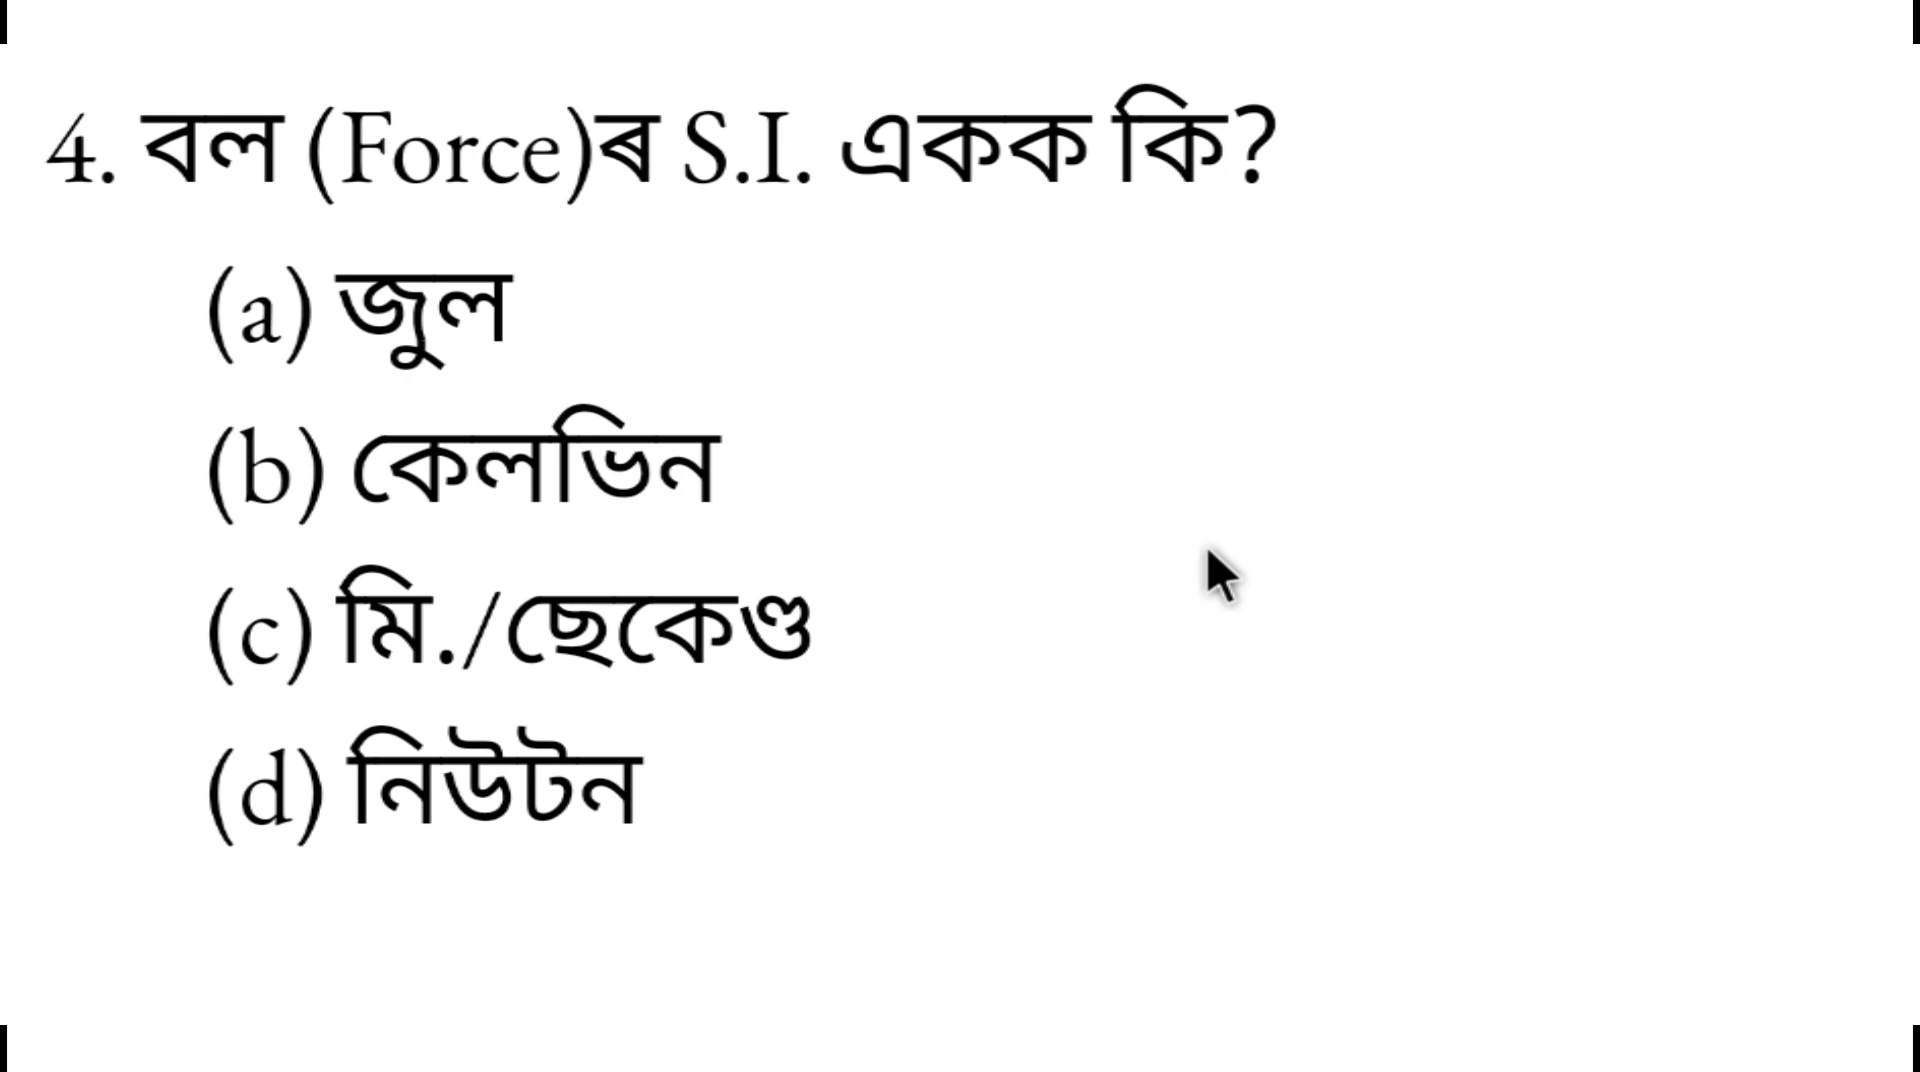 4. বল (Force)ৰ S.I. একক কি?
(a) জুল
(b) কেলভিন
(c) মি./ছেকেণ্ড
(d) নিউটন